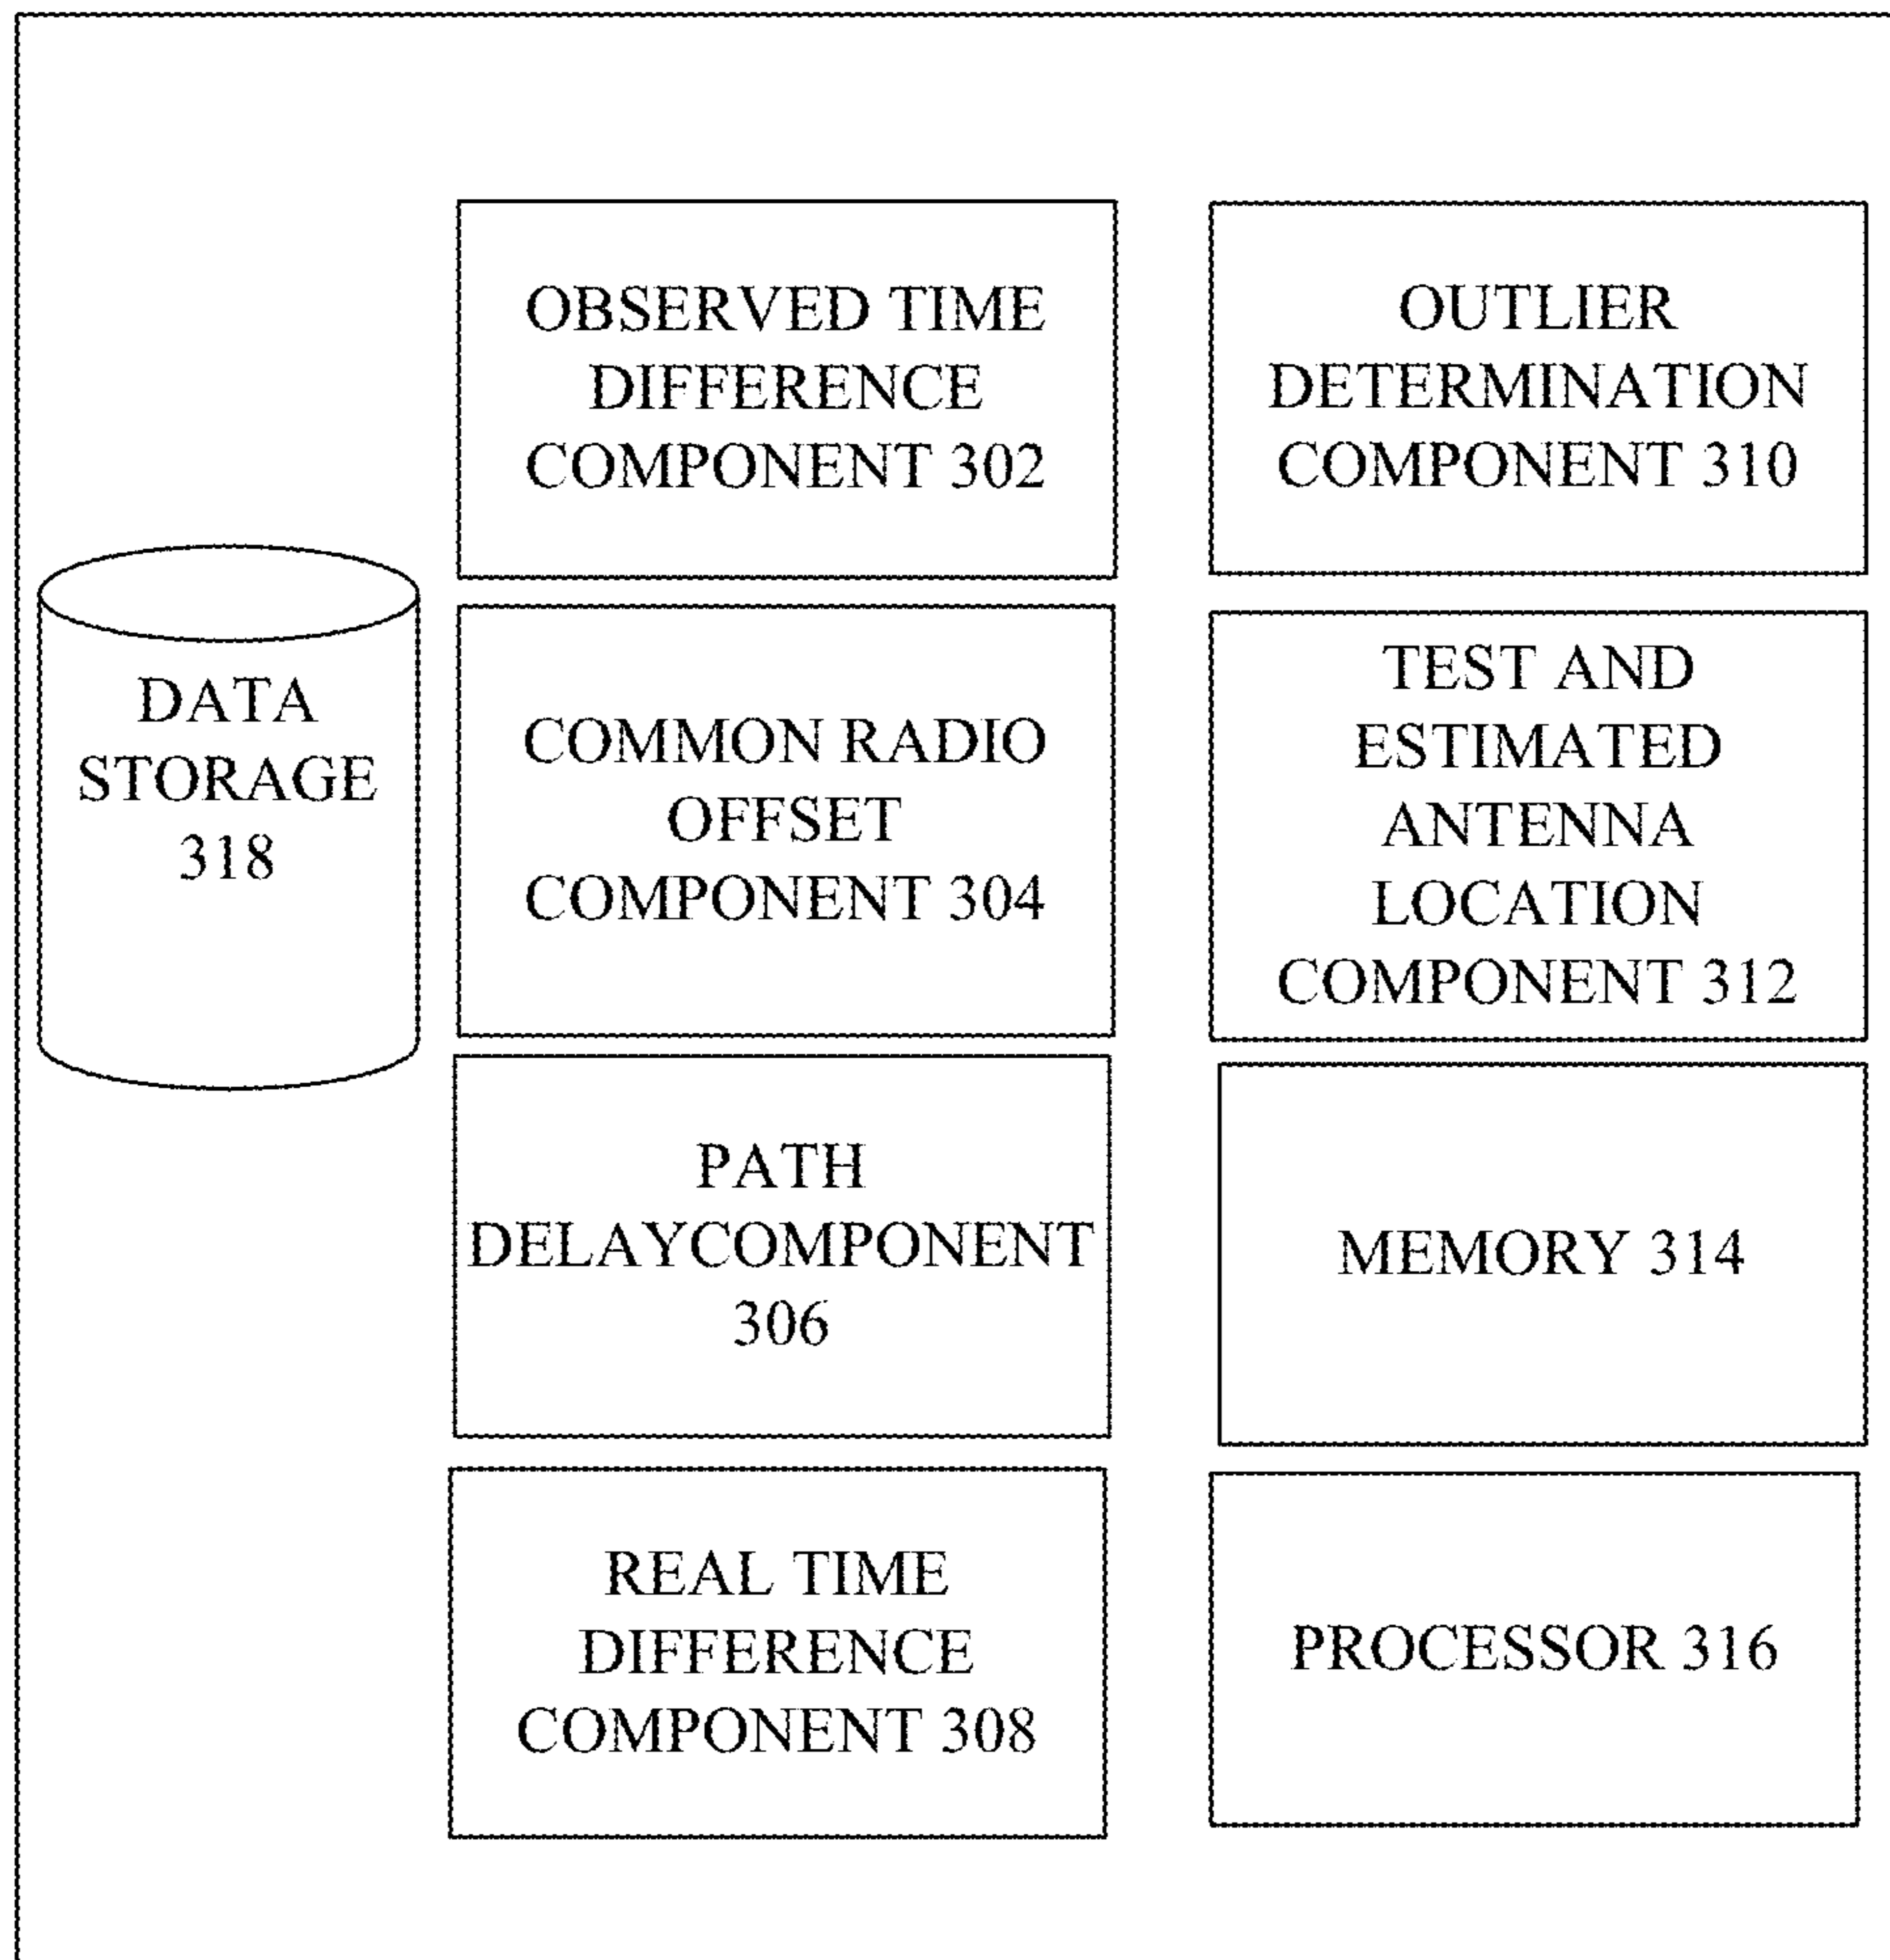 OBSERVED TIME
DIFFERENCE
COMPONENT 302
OUTLIER
DETERMINATION
COMPONENT 310
DATA
STORAGE
318
COMMON RADIO
OFFSET
COMPONENT 304
TEST AND
ESTIMATED
ANTENNA
LOCATION
COMPONENT 312
PATH
DELAYCOMPONENT
306
MEMORY 314
REAL TIME
DIFFERENCE
COMPONENT 308
PROCESSOR 316